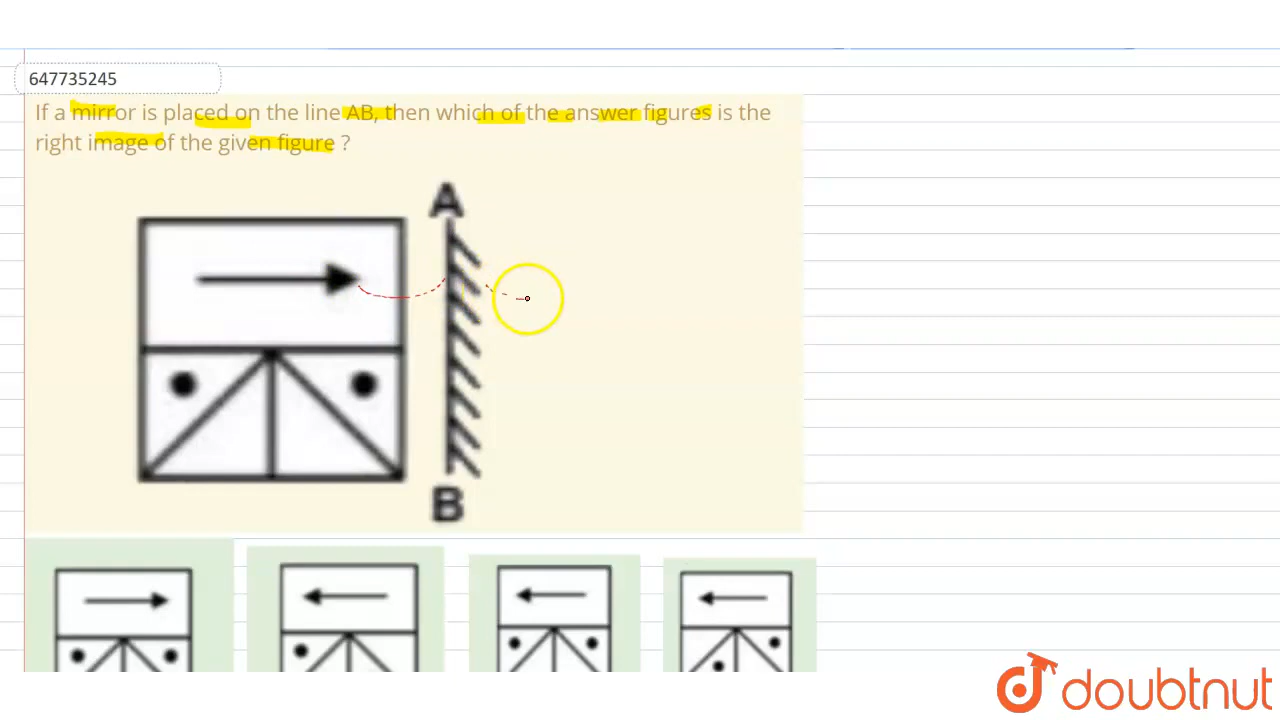 647735245
If a mirror is placed on the line AB, then which of the answer figures is the
right image of the given figure ?
A
B
doubtnut